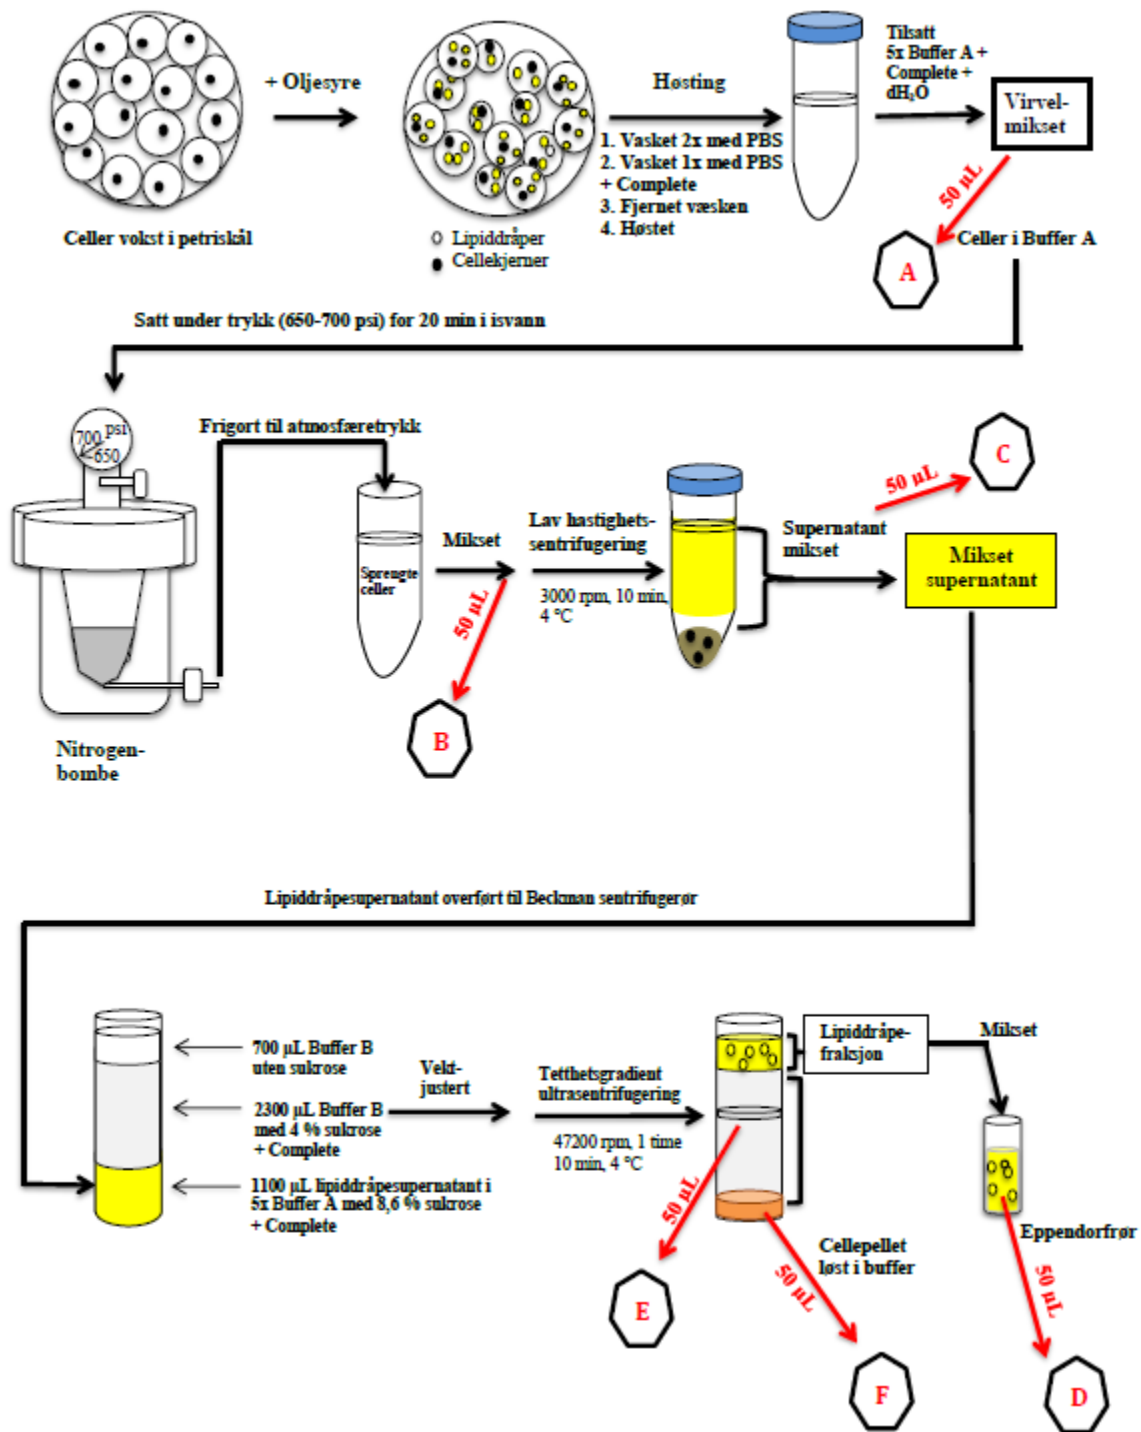 + Oljesyre
Celler vokst i petriskål
Lipiddråper
Cellekjerner
Høsting
1. Vasket 2x med PBS
2. Vasket 1x med PBS
+ Complete
3. Fjernet væsken
4. Høstet
Tilsatt
5x Buffer A +
Complete +
dH₂O
Virvel-
mikset
50 µL
A
Celler i Buffer A
Satt under trykk (650-700 psi) for 20 min i isvann
700 psi
650
Nitrogen-
bombe
Frigort til atmosfæretrykk
Sprengte
celler
Mikset
50 µL
B
Lav hastighets-
sentrifugering
3000 rpm, 10 min,
4 °C
Supernatant
mikset
50 µL
C
Mikset
supernatant
Lipiddråpesupernatant overført til Beckman sentrifugerør
700 µL Buffer B
uten sukrose
2300 µL Buffer B
med 4 % sukrose
+ Complete
1100 µL lipiddråpesupernatant i
5x Buffer A med 8,6 % sukrose
+ Complete
Vekt-
justert
Tetthetsgradient
ultrasentrifugering
47200 rpm, 1 time
10 min, 4 °C
Lipiddråpe-
fraksjon
Mikset
Eppendorfrør
50 µL
E
Cellepellet
løst i buffer
50 µL
F
50 µL
D